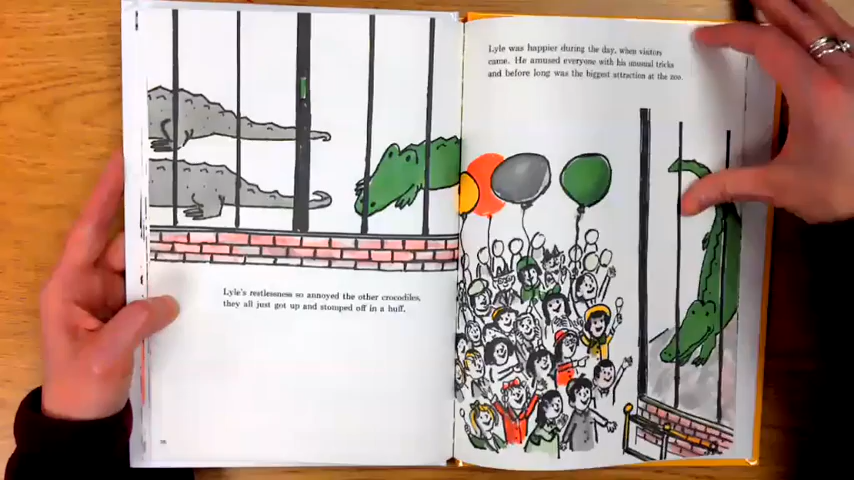 Lyle's restlessness so annoyed the other crocodiles,
they all just got up and stomped off in a huff.
Lyle was happier during the day, when visitors
came. He amused everyone with his unusual tricks
and before long was the biggest attraction at the zoo.